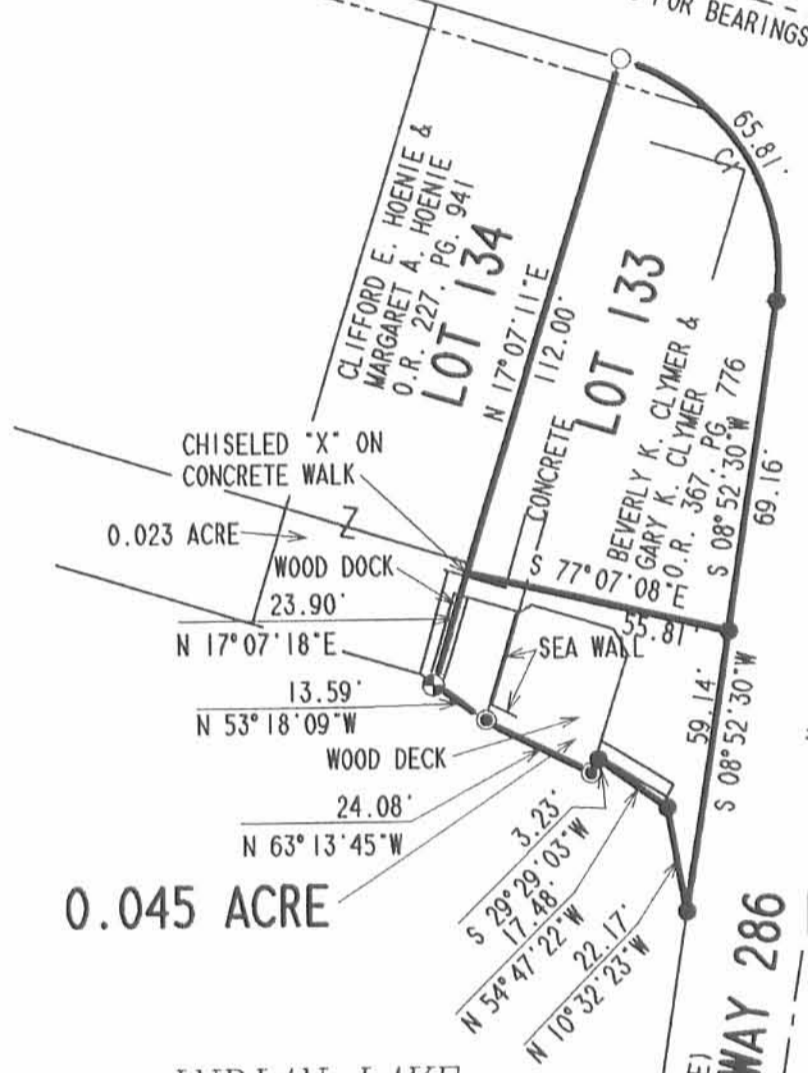 FOR BEARINGS
65.81'
C1
CLIFFORD E. HOENIE &
MARGARET A. HOENIE
O.R. 227, PG. 941
LOT 134
N 17°07'11"E
112.00'
LOT 133
BEVERLY K. CLYMER &
GARY K. CLYMER
O.R. 367, PG. 776
S 08°52'30"W
69.16'
CONCRETE
CHISELED "X" ON
CONCRETE WALK
Z
0.023 ACRE
WOOD DOCK
S 77°07'08"E
55.81'
23.90'
N 17°07'18"E
SEA WALL
13.59'
N 53°18'09"W
WOOD DECK
59.14'
S 08°52'30"W
24.08'
N 63°13'45"W
0.045 ACRE
3.23'
S 29°29'03"W
17.48'
N 54°47'22"W
22.17'
N 10°32'23"W
WAY 286
INDIAN LAKE